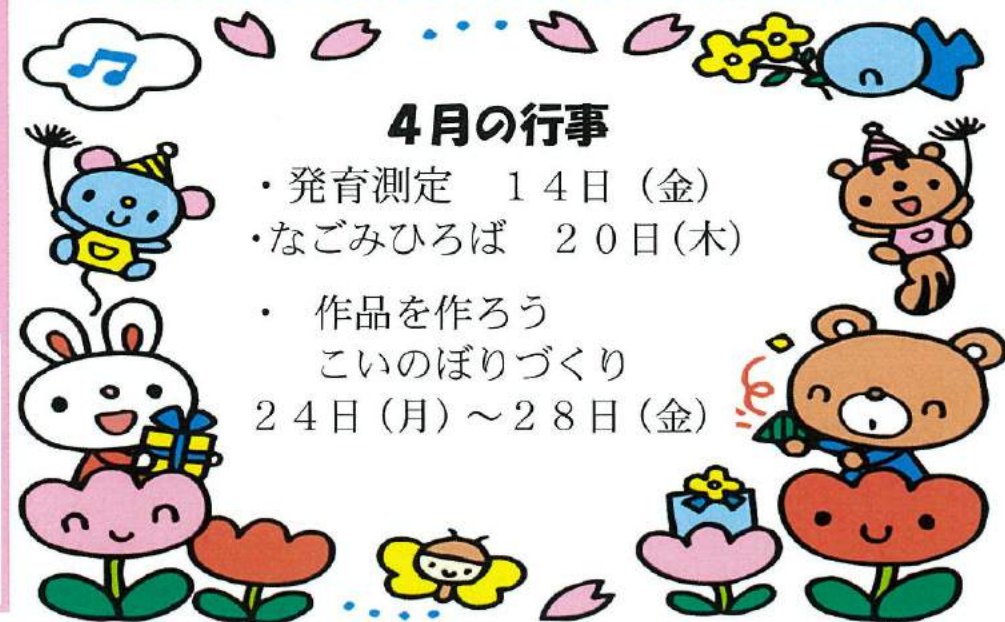 4月の行事
・発育測定　１４日（金）
・なごみひろば　２０日（木）
・　作品を作ろう
こいのぼりづくり
２４日（月）～２８日（金）